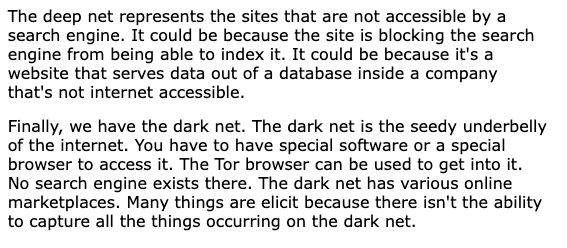 The deep net represents the sites that are not accessible by a
search engine. It could be because the site is blocking the search
engine from being able to index it. It could be because it's a
website that serves data out of a database inside a company
that's not internet accessible.
Finally, we have the dark net. The dark net is the seedy underbelly
of the internet. You have to have special software or a special
browser to access it. The Tor browser can be used to get into it.
No search engine exists there. The dark net has various online
marketplaces. Many things are elicit because there isn't the ability
to capture all the things occurring on the dark net.